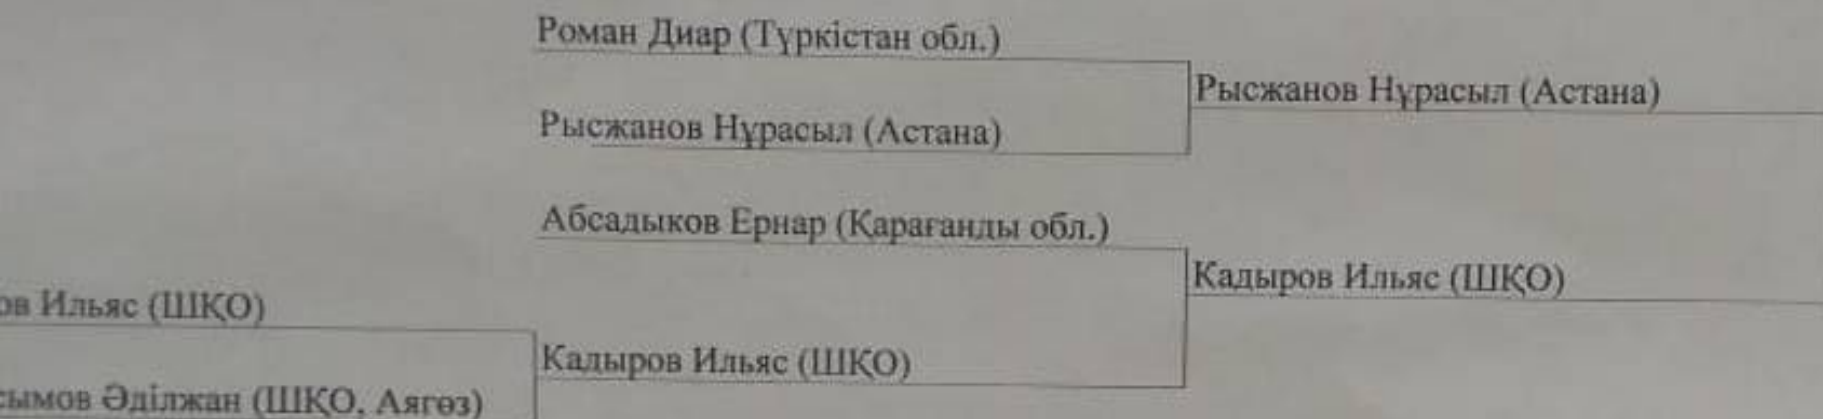 Роман Диар (Түркістан обл.)
Рысжанов Нұрасыл (Астана)
Рысжанов Нұрасыл (Астана)
Абсадыков Ернар (Қарағанды обл.)
Кадыров Ильяс (ШҚО)
Ильяс (ШҚО)
Кадыров Ильяс (ШҚО)
Әділжан (ШҚО, Аягөз)